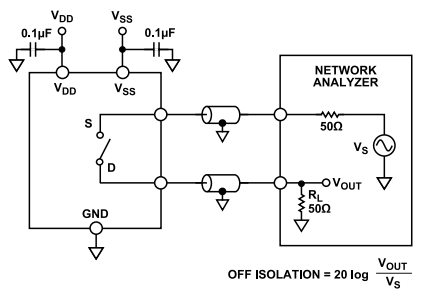 V_DD V_SS
0.1µF 0.1µF
V_DD V_SS
NETWORK
ANALYZER
S
50Ω
V_S
D
V_OUT
R_L
50Ω
GND
OFF ISOLATION = 20 log V_OUT / V_S